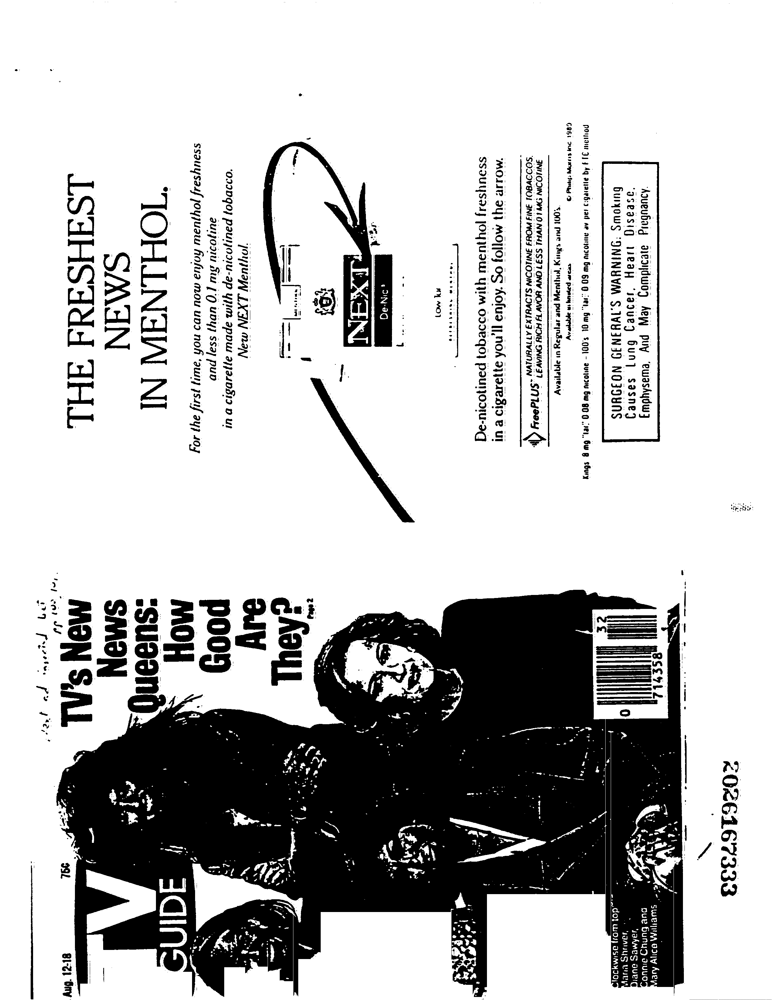 THE FRESHEST
NEWS
IN MENTHOL.
For the first time, you can now enjoy menthol freshness
and less than 0.1 mg nicotine
in a cigarette made with de-nicotined tobacco.
New NEXT Menthol.
NEXT
De-Nic
LOW TAR
De-nicotined tobacco with menthol freshness
in a cigarette you'll enjoy. So follow the arrow.
FreePLUS™ NATURALLY EXTRACTS NICOTINE FROM FINE TOBACCOS,
LEAVING RICH FLAVOR AND LESS THAN 0.1 MG NICOTINE
Available in Regular and Menthol, Kings and 100's.
Available in limited areas
© Philip Morris Inc. 1989
Kings: 8 mg "tar," 0.08 mg nicotine - 100's 10 mg "tar," 0.09 mg nicotine av per cigarette by FTC method
SURGEON GENERAL'S WARNING: Smoking
Causes Lung Cancer, Heart Disease,
Emphysema, And May Complicate Pregnancy.
Aug. 12-18
75¢
V
GUIDE
TV's New
News
Queens:
How
Good
Are
They?
Page 2
Clockwise from top
Maria Shriver,
Diane Sawyer,
Connie Chung and
Mary Alice Williams
0
714358
32
1
2026167333